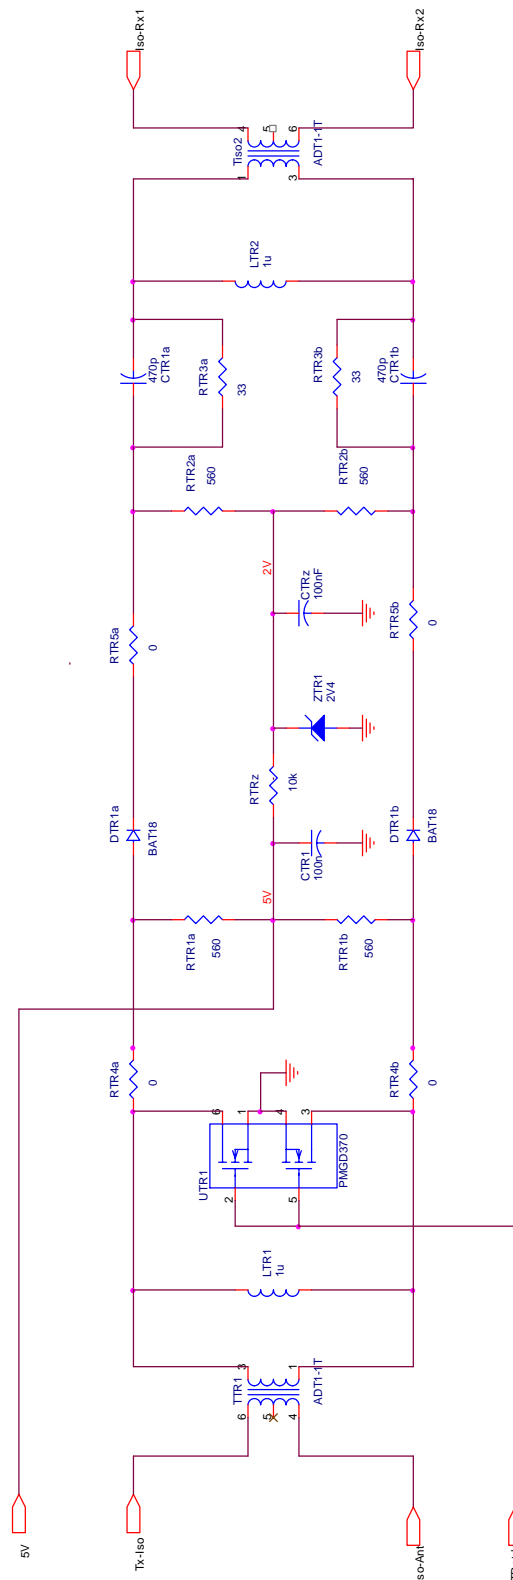 Iso-Rx1
Iso-Rx2
4
5
6
Tiso2
ADT1-1T
1
3
LTR2
1u
470p
CTR1a
RTR3a
33
RTR3b
33
470p
CTR1b
RTR2a
560
RTR2b
560
2V
CTRz
100nF
RTR5a
0
RTR5b
0
ZTR1
2V4
RTRz
10k
DTR1a
BAT18
DTR1b
BAT18
CTR1
100n
5V
RTR1a
560
RTR1b
560
RTR4a
0
RTR4b
0
6
1
4
3
UTR1
PMGD370
2
5
LTR1
1u
TTR1
3
1
ADT1-1T
6
5
4
5V
Tx-Iso
so-Ant